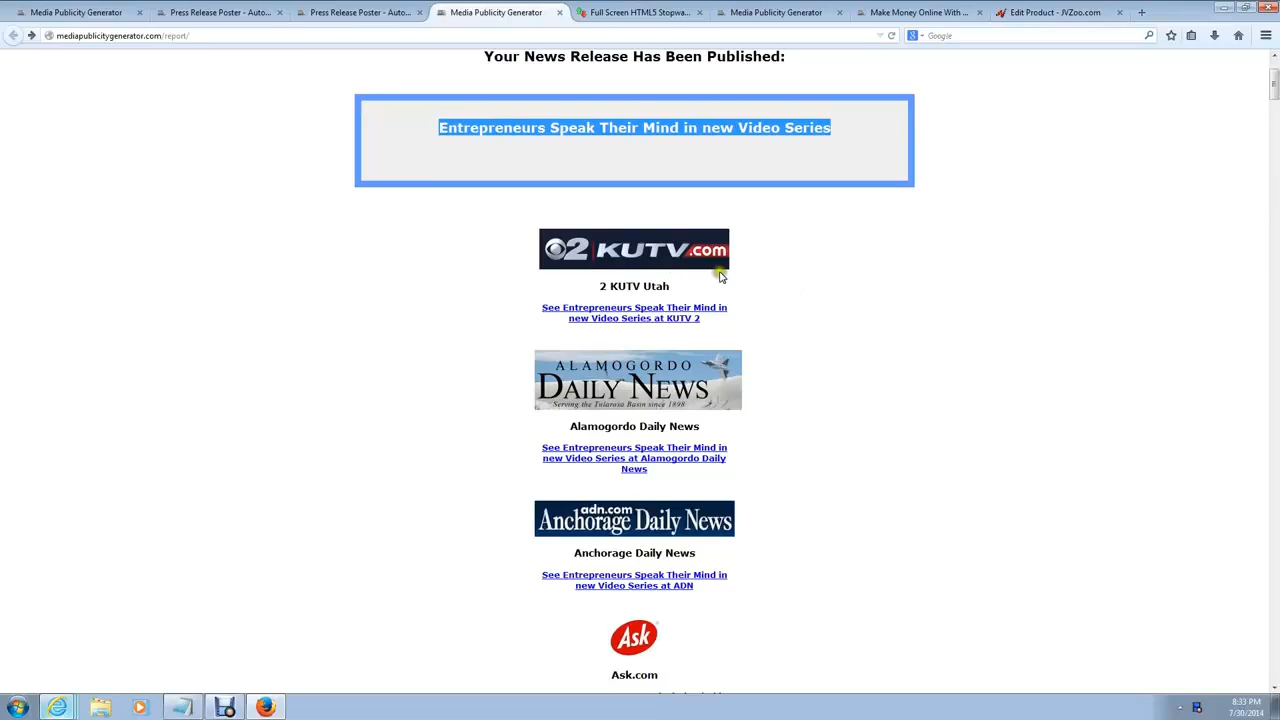 Media Publicity Generator
Press Release Poster - Auto...
Press Release Poster - Auto...
Media Publicity Generator
Full Screen HTML5 Stopwa...
Media Publicity Generator
Make Money Online With ...
Edit Product - JVZoo.com
mediapublicitygenerator.com/report/
Google
Your News Release Has Been Published:
Entrepreneurs Speak Their Mind in new Video Series
2 KUTV.com
2 KUTV Utah
See Entrepreneurs Speak Their Mind in
new Video Series at KUTV 2
ALAMOGORDO
DAILY NEWS
Serving the Tularosa Basin since 1898
Alamogordo Daily News
See Entrepreneurs Speak Their Mind in
new Video Series at Alamogordo Daily
News
adn.com
Anchorage Daily News
Anchorage Daily News
See Entrepreneurs Speak Their Mind in
new Video Series at ADN
Ask
Ask.com
8:33 PM
7/30/2014